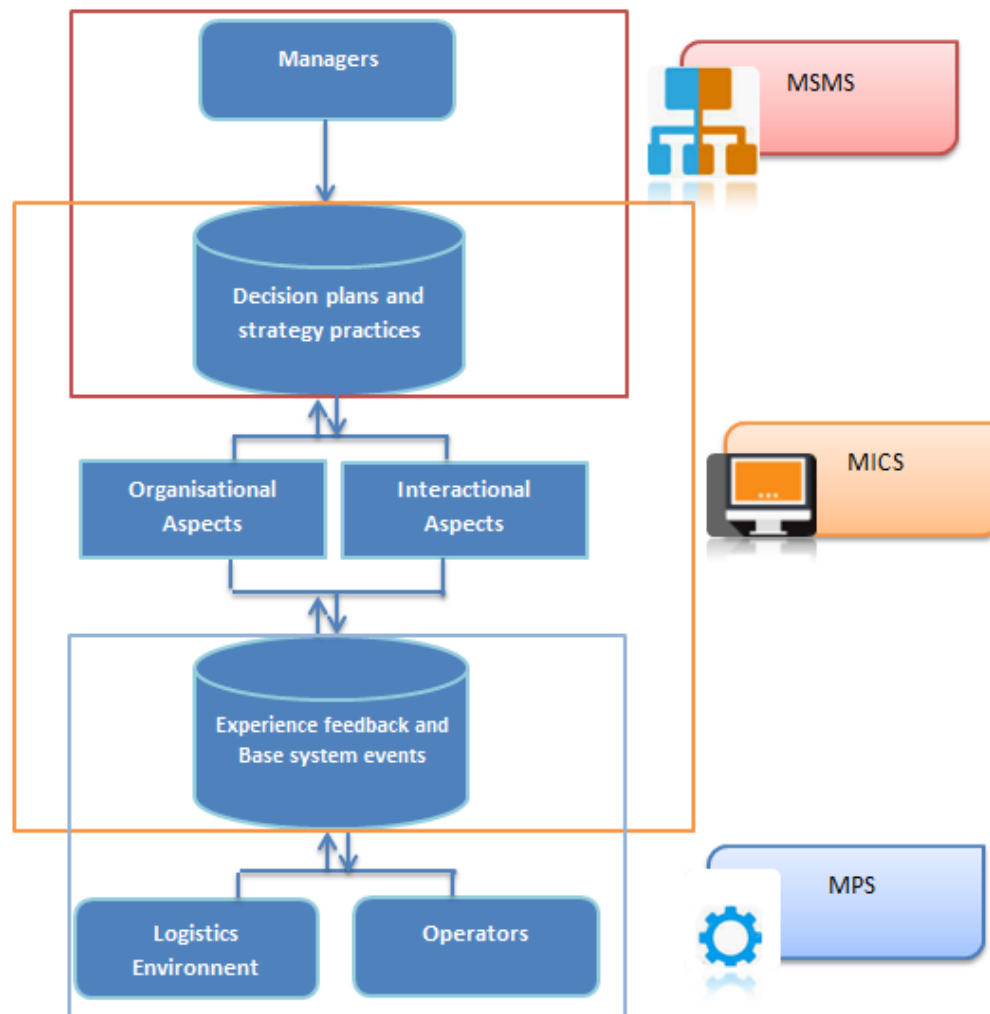 Managers
MSMS
Decision plans and
strategy practices
Organisational
Aspects
Interactional
Aspects
MICS
Experience feedback and
Base system events
MPS
Logistics
Environnent
Operators